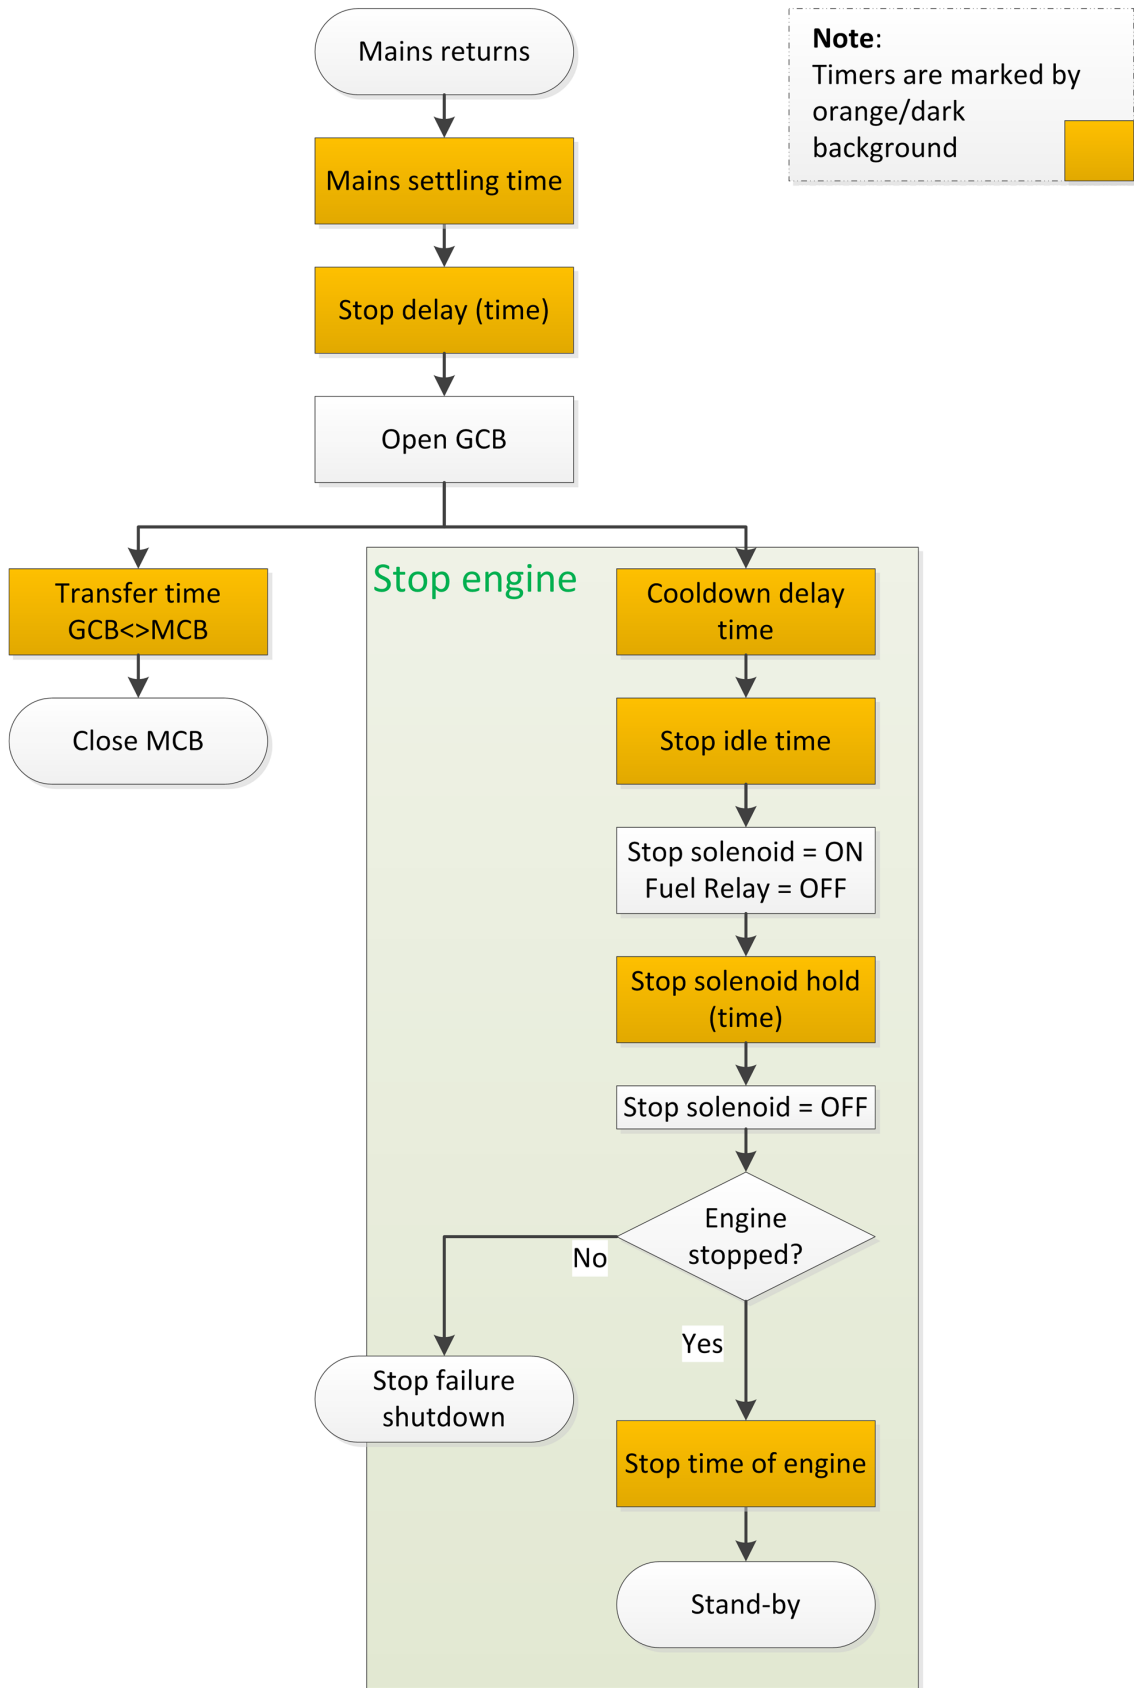 Mains returns
Note:
Timers are marked by
orange/dark
background
Mains settling time
Stop delay (time)
Open GCB
Transfer time
GCB<>MCB
Close MCB
Stop engine
Cooldown delay
time
Stop idle time
Stop solenoid = ON
Fuel Relay = OFF
Stop solenoid hold
(time)
Stop solenoid = OFF
Engine
stopped?
No
Yes
Stop failure
shutdown
Stop time of engine
Stand-by